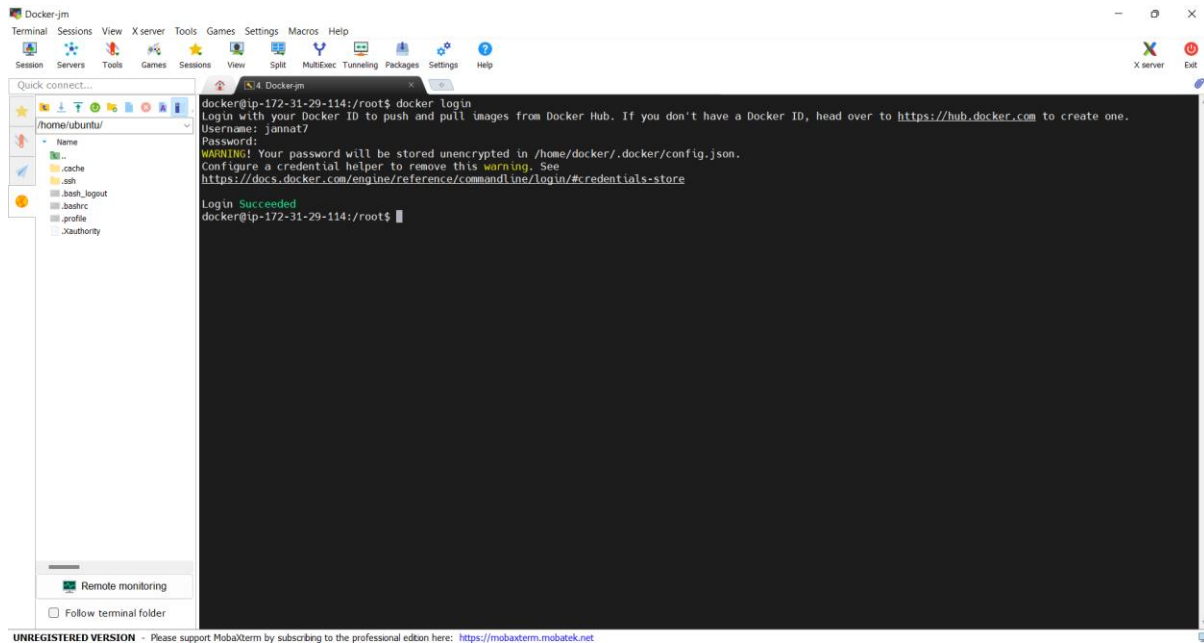 Docker-jm
Terminal Sessions View X server Tools Games Settings Macros Help
Session Servers Tools Games Sessions View Split MultiExec Tunneling Packages Settings Help X server Exit
Quick connect...
4. Docker-jm
/home/ubuntu/
Name
..
.cache
.ssh
.bash_logout
.bashrc
.profile
.Xauthority
docker@ip-172-31-29-114:/root$ docker login
Login with your Docker ID to push and pull images from Docker Hub. If you don't have a Docker ID, head over to https://hub.docker.com to create one.
Username: jannat7
Password:
WARNING! Your password will be stored unencrypted in /home/docker/.docker/config.json.
Configure a credential helper to remove this warning. See
https://docs.docker.com/engine/reference/commandline/login/#credentials-store
Login Succeeded
docker@ip-172-31-29-114:/root$
Remote monitoring
Follow terminal folder
UNREGISTERED VERSION - Please support MobaXterm by subscribing to the professional edition here: https://mobaxterm.mobatek.net